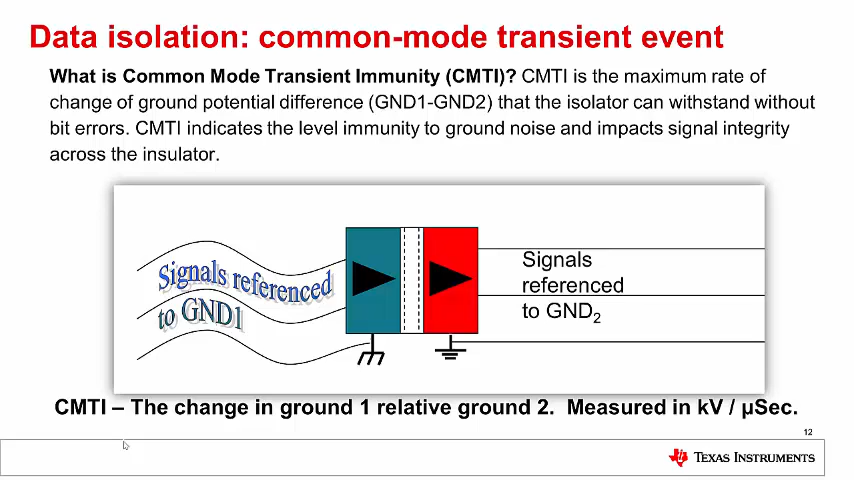 Data isolation: common-mode transient event
What is Common Mode Transient Immunity (CMTI)? CMTI is the maximum rate of
change of ground potential difference (GND1-GND2) that the isolator can withstand without
bit errors. CMTI indicates the level immunity to ground noise and impacts signal integrity
across the insulator.
Signals referenced
to GND1
Signals
referenced
to GND2
CMTI – The change in ground 1 relative ground 2. Measured in kV / µSec.
12
TEXAS INSTRUMENTS